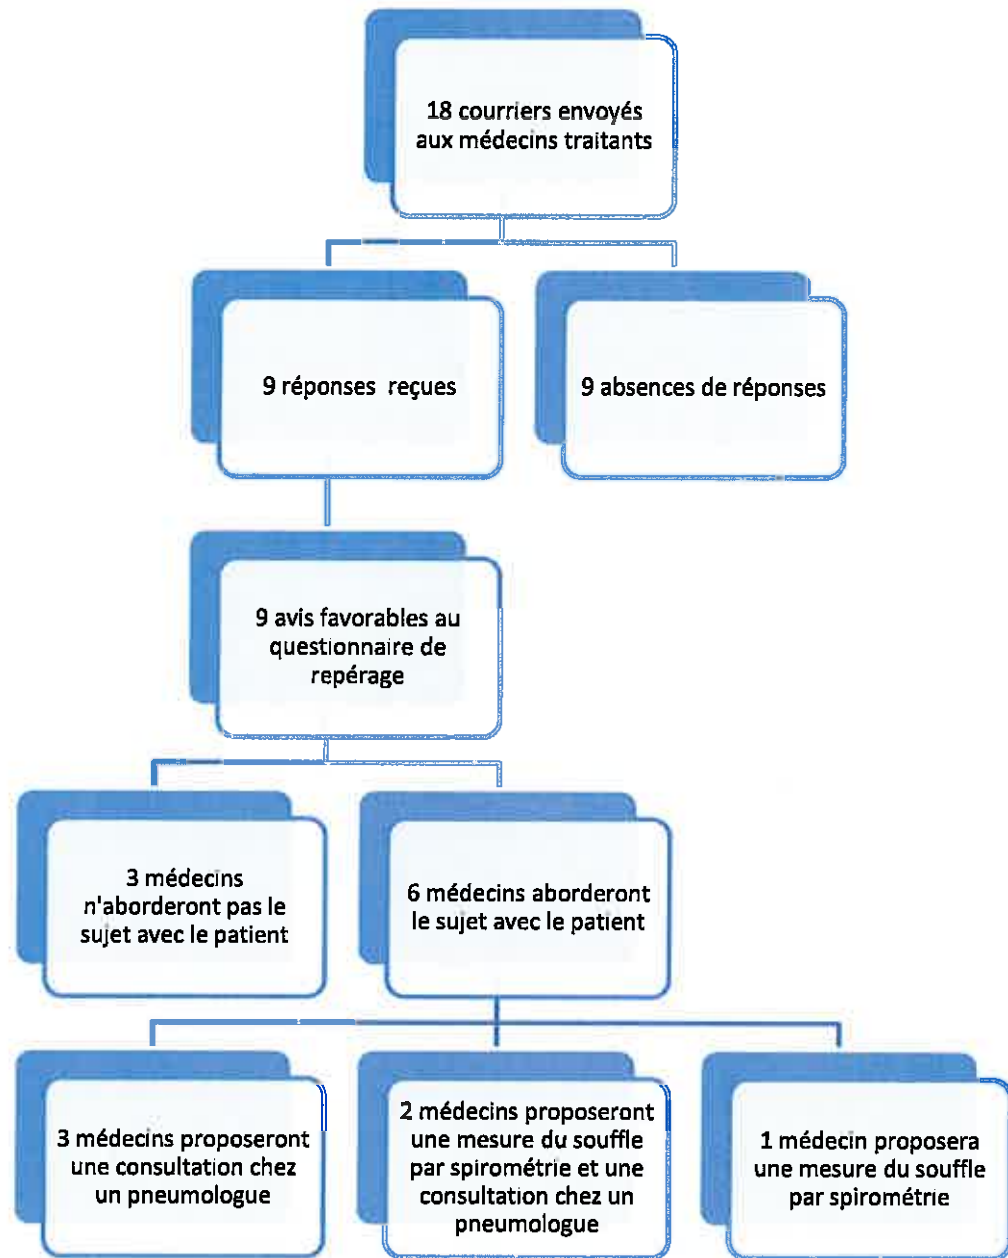 18 courriers envoyés
aux médecins traitants
9 réponses reçues
9 absences de réponses
9 avis favorables au
questionnaire de
repérage
3 médecins
n'aborderont pas le
sujet avec le patient
6 médecins aborderont
le sujet avec le patient
3 médecins proposeront
une consultation chez
un pneumologue
2 médecins proposeront
une mesure du souffle
par spirométrie et une
consultation chez un
pneumologue
1 médecin proposera
une mesure du souffle
par spirométrie